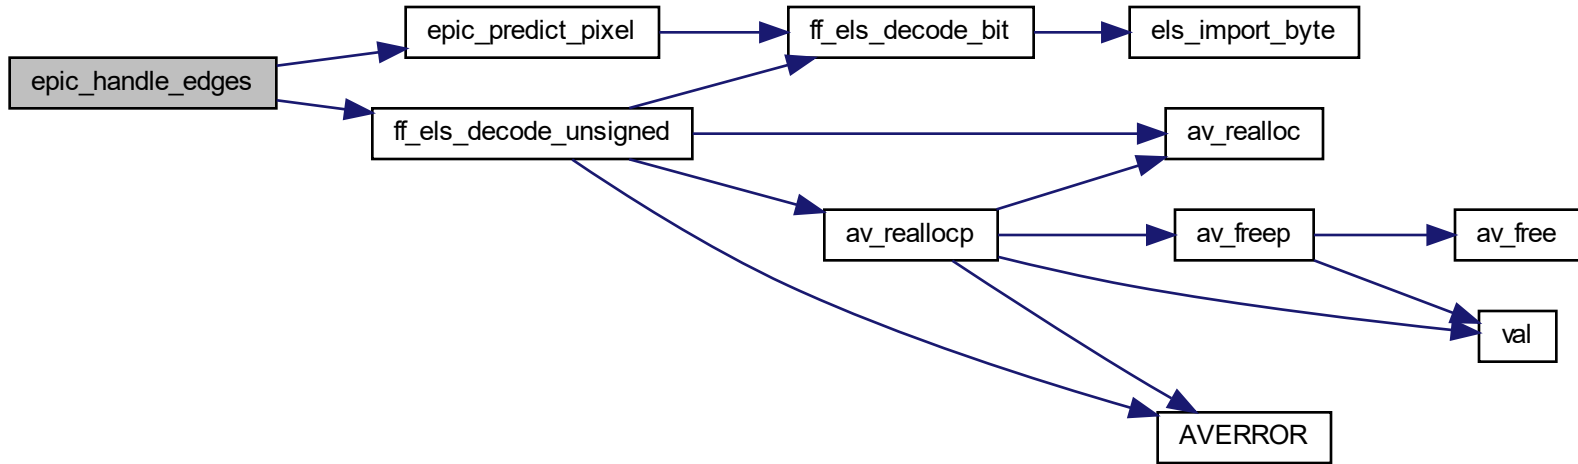 epic_handle_edges
epic_predict_pixel
ff_els_decode_bit
els_import_byte
ff_els_decode_unsigned
av_realloc
av_reallocp
av_freep
av_free
val
AVERROR